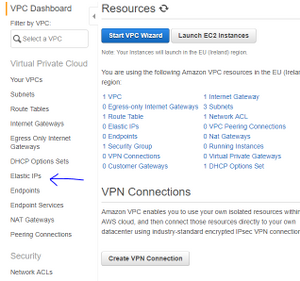 VPC Dashboard
Filter by VPC:
Select a VPC
Virtual Private Cloud
Your VPCs
Subnets
Route Tables
Internet Gateways
Egress Only Internet
Gateways
DHCP Options Sets
Elastic IPs
Endpoints
Endpoint Services
NAT Gateways
Peering Connections
Security
Network ACLs
Resources
Start VPC Wizard Launch EC2 Instances
Note: Your Instances will launch in the EU (Ireland) region.
You are using the following Amazon VPC resources in the EU (Ireland)
region:
1 VPC 1 Internet Gateway
0 Egress-only Internet Gateways 3 Subnets
1 Route Table 1 Network ACL
0 Elastic IPs 0 VPC Peering Connections
0 Endpoints 0 Nat Gateways
1 Security Group 0 Running Instances
0 VPN Connections 0 Virtual Private Gateways
0 Customer Gateways 1 DHCP Option Set
VPN Connections
Amazon VPC enables you to use your own isolated resources within
AWS cloud, and then connect those resources directly to your own
datacenter using industry-standard encrypted IPsec VPN connection
Create VPN Connection